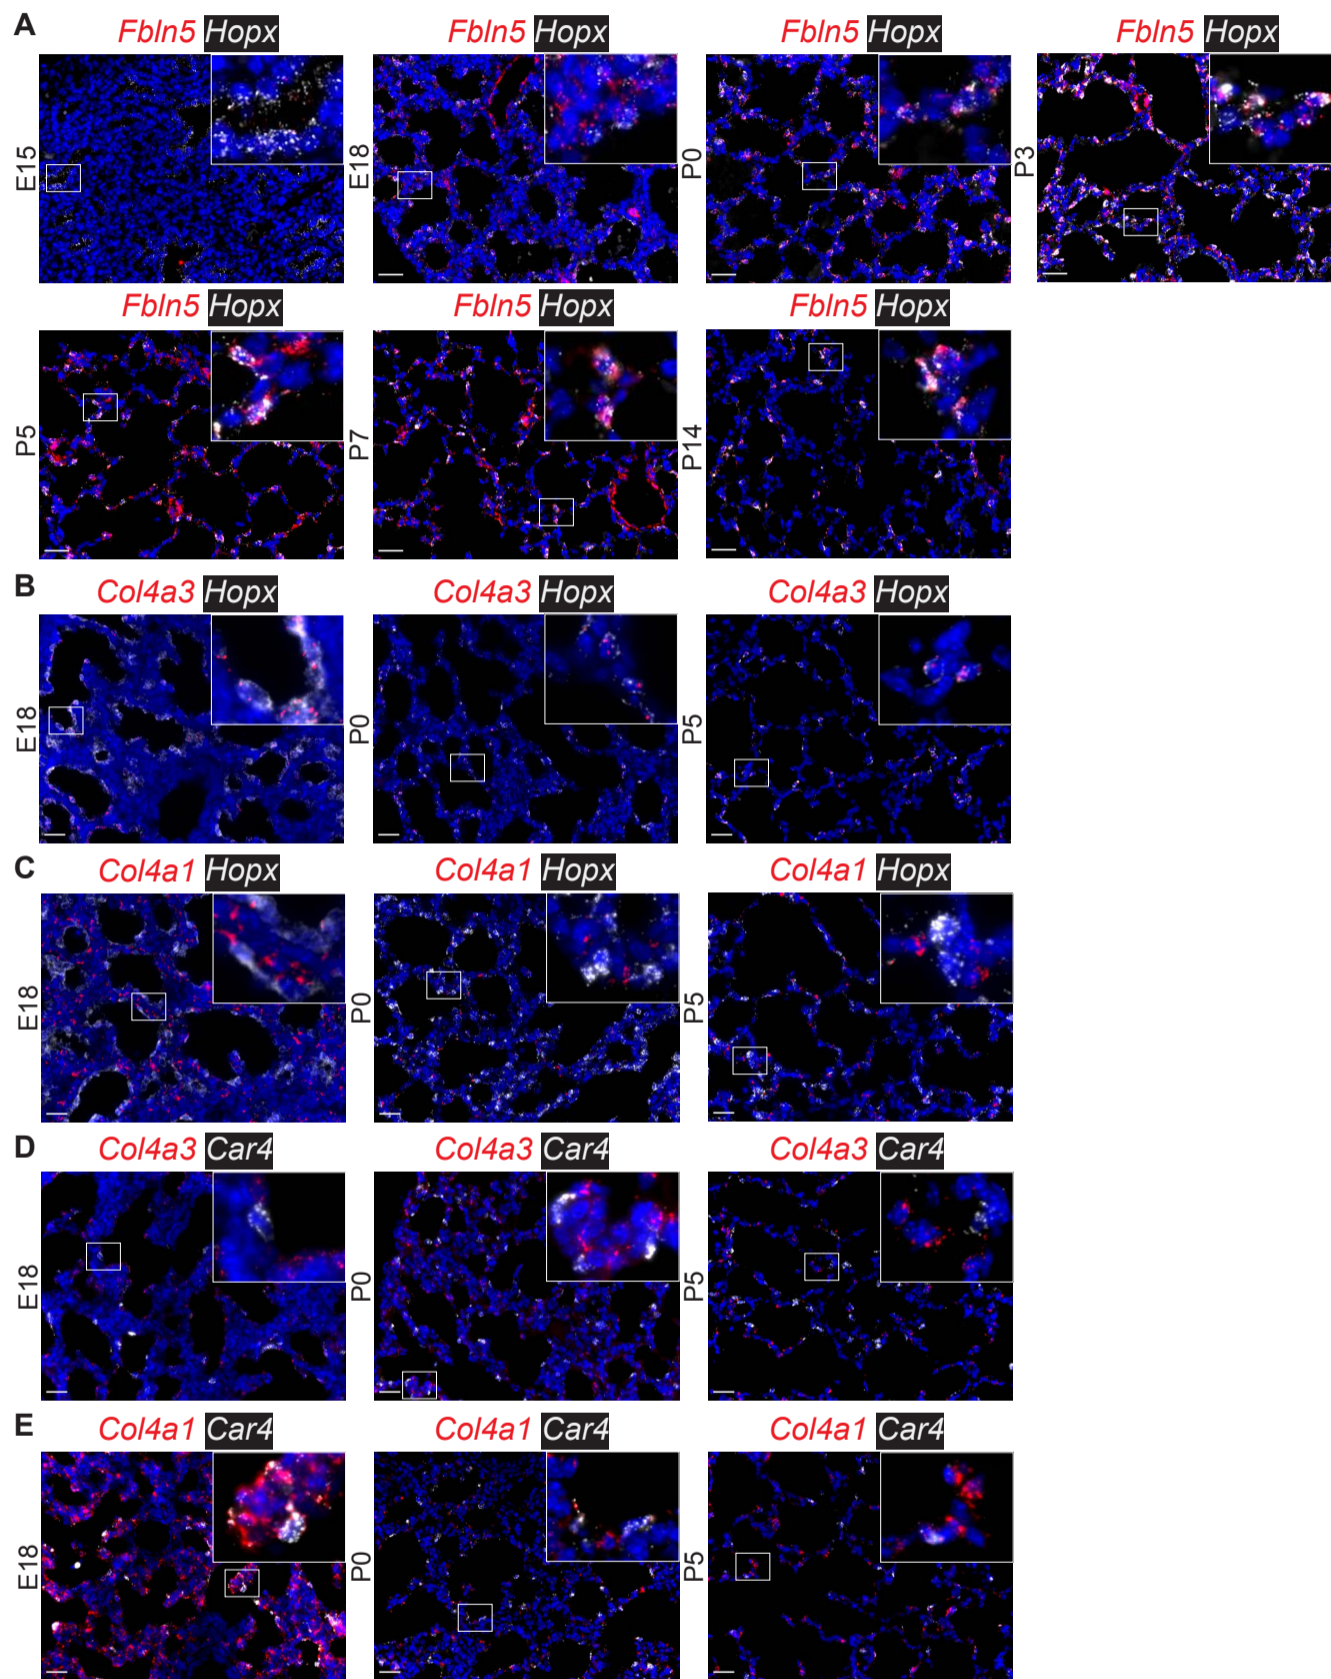 A
Fbln5 Hopx Fbln5 Hopx Fbln5 Hopx Fbln5 Hopx
E15 E18 P0 P3
Fbln5 Hopx Fbln5 Hopx Fbln5 Hopx
P5 P7 P14
B
Col4a3 Hopx Col4a3 Hopx Col4a3 Hopx
E18 P0 P5
C
Col4a1 Hopx Col4a1 Hopx Col4a1 Hopx
E18 P0 P5
D
Col4a3 Car4 Col4a3 Car4 Col4a3 Car4
E18 P0 P5
E
Col4a1 Car4 Col4a1 Car4 Col4a1 Car4
E18 P0 P5